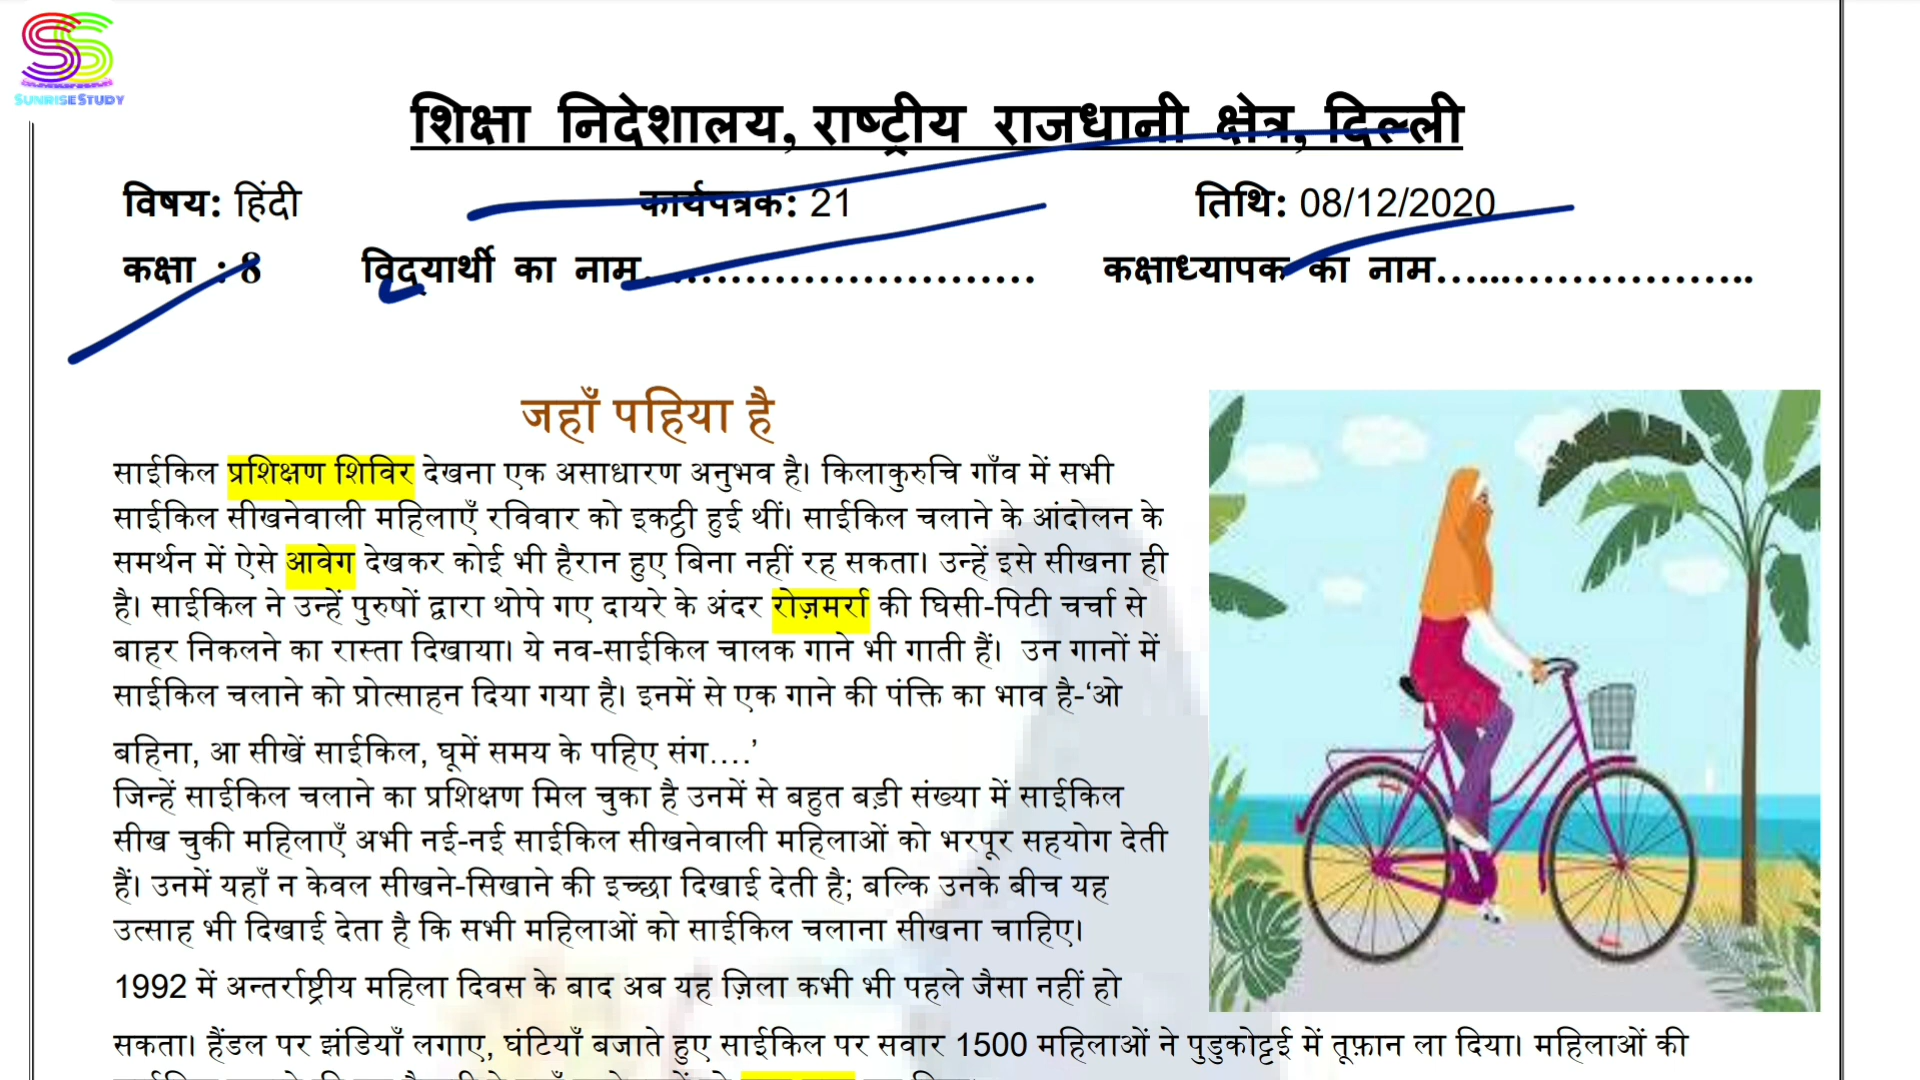 SS
SUNRISE STUDY
शिक्षा निदेशालय, राष्ट्रीय राजधानी क्षेत्र, दिल्ली
विषय: हिंदी कार्यपत्रक: 21 तिथि: 08/12/2020
कक्षा : 8 विद्यार्थी का नाम............................ कक्षाध्यापक का नाम........................
जहाँ पहिया है
साईकिल प्रशिक्षण शिविर देखना एक असाधारण अनुभव है। किलाकुरुचि गाँव में सभी
साईकिल सीखनेवाली महिलाएँ रविवार को इकट्ठी हुई थीं। साईकिल चलाने के आंदोलन के
समर्थन में ऐसे आवेग देखकर कोई भी हैरान हुए बिना नहीं रह सकता। उन्हें इसे सीखना ही
है। साईकिल ने उन्हें पुरुषों द्वारा थोपे गए दायरे के अंदर रोज़मर्रा की घिसी-पिटी चर्चा से
बाहर निकलने का रास्ता दिखाया। ये नव-साईकिल चालक गाने भी गाती हैं। उन गानों में
साईकिल चलाने को प्रोत्साहन दिया गया है। इनमें से एक गाने की पंक्ति का भाव है-‘ओ
बहिना, आ सीखें साईकिल, घूमें समय के पहिए संग....’
जिन्हें साईकिल चलाने का प्रशिक्षण मिल चुका है उनमें से बहुत बड़ी संख्या में साईकिल
सीख चुकी महिलाएँ अभी नई-नई साईकिल सीखनेवाली महिलाओं को भरपूर सहयोग देती
हैं। उनमें यहाँ न केवल सीखने-सिखाने की इच्छा दिखाई देती है; बल्कि उनके बीच यह
उत्साह भी दिखाई देता है कि सभी महिलाओं को साईकिल चलाना सीखना चाहिए।
1992 में अन्तर्राष्ट्रीय महिला दिवस के बाद अब यह ज़िला कभी भी पहले जैसा नहीं हो
सकता। हैंडल पर झंडियाँ लगाए, घंटियाँ बजाते हुए साईकिल पर सवार 1500 महिलाओं ने पुडुकोट्टई में तूफ़ान ला दिया। महिलाओं की